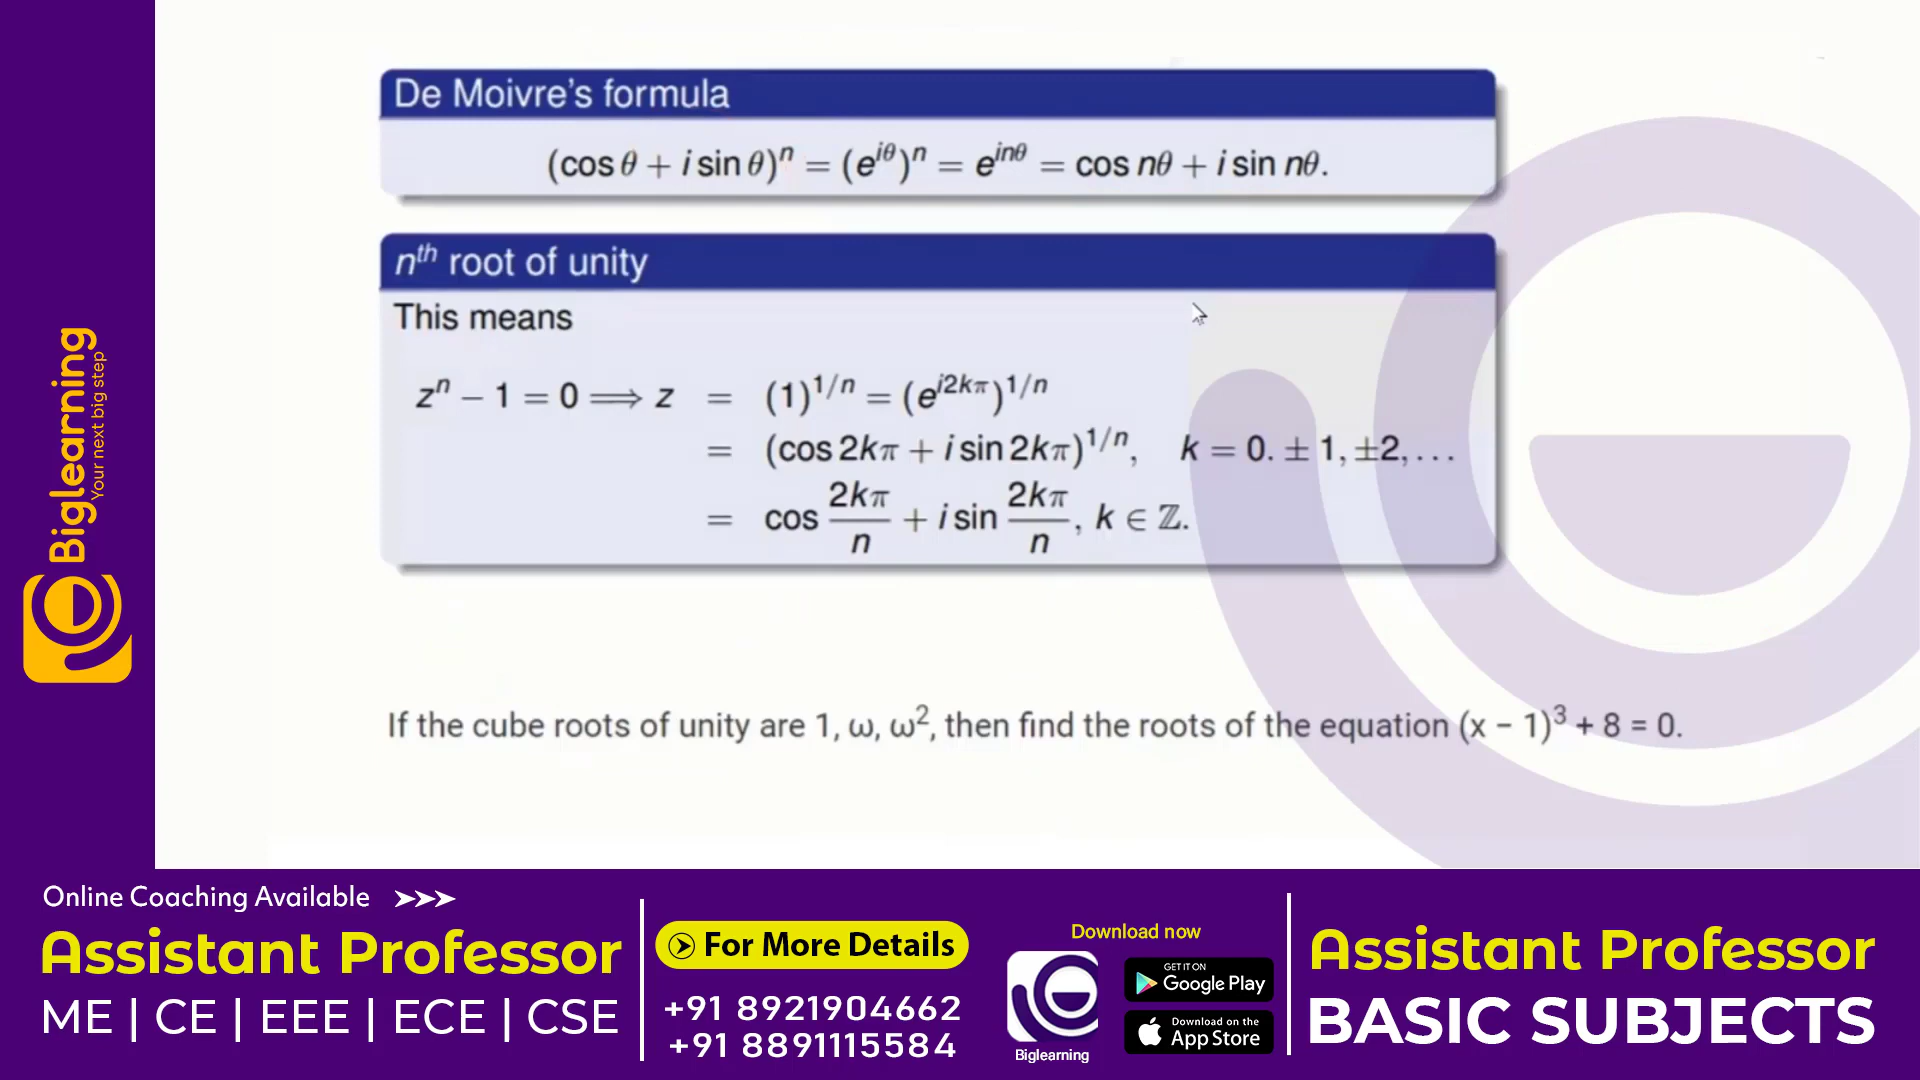 De Moivre's formula
(cos θ + i sin θ)ⁿ = (e^{iθ})ⁿ = e^{inθ} = cos nθ + i sin nθ.
nᵗʰ root of unity
This means
zⁿ − 1 = 0 ⟹ z = (1)^{1/n} = (e^{i2kπ})^{1/n}
= (cos 2kπ + i sin 2kπ)^{1/n}, k = 0. ± 1, ±2, …
= cos \frac{2kπ}{n} + i sin \frac{2kπ}{n}, k ∈ ℤ.
If the cube roots of unity are 1, ω, ω², then find the roots of the equation (x − 1)³ + 8 = 0.
Biglearning
Your next big step
Online Coaching Available
Assistant Professor
ME | CE | EEE | ECE | CSE
For More Details
+91 8921904662
+91 8891115584
Download now
Biglearning
GET IT ON
Google Play
Download on the
App Store
Assistant Professor
BASIC SUBJECTS